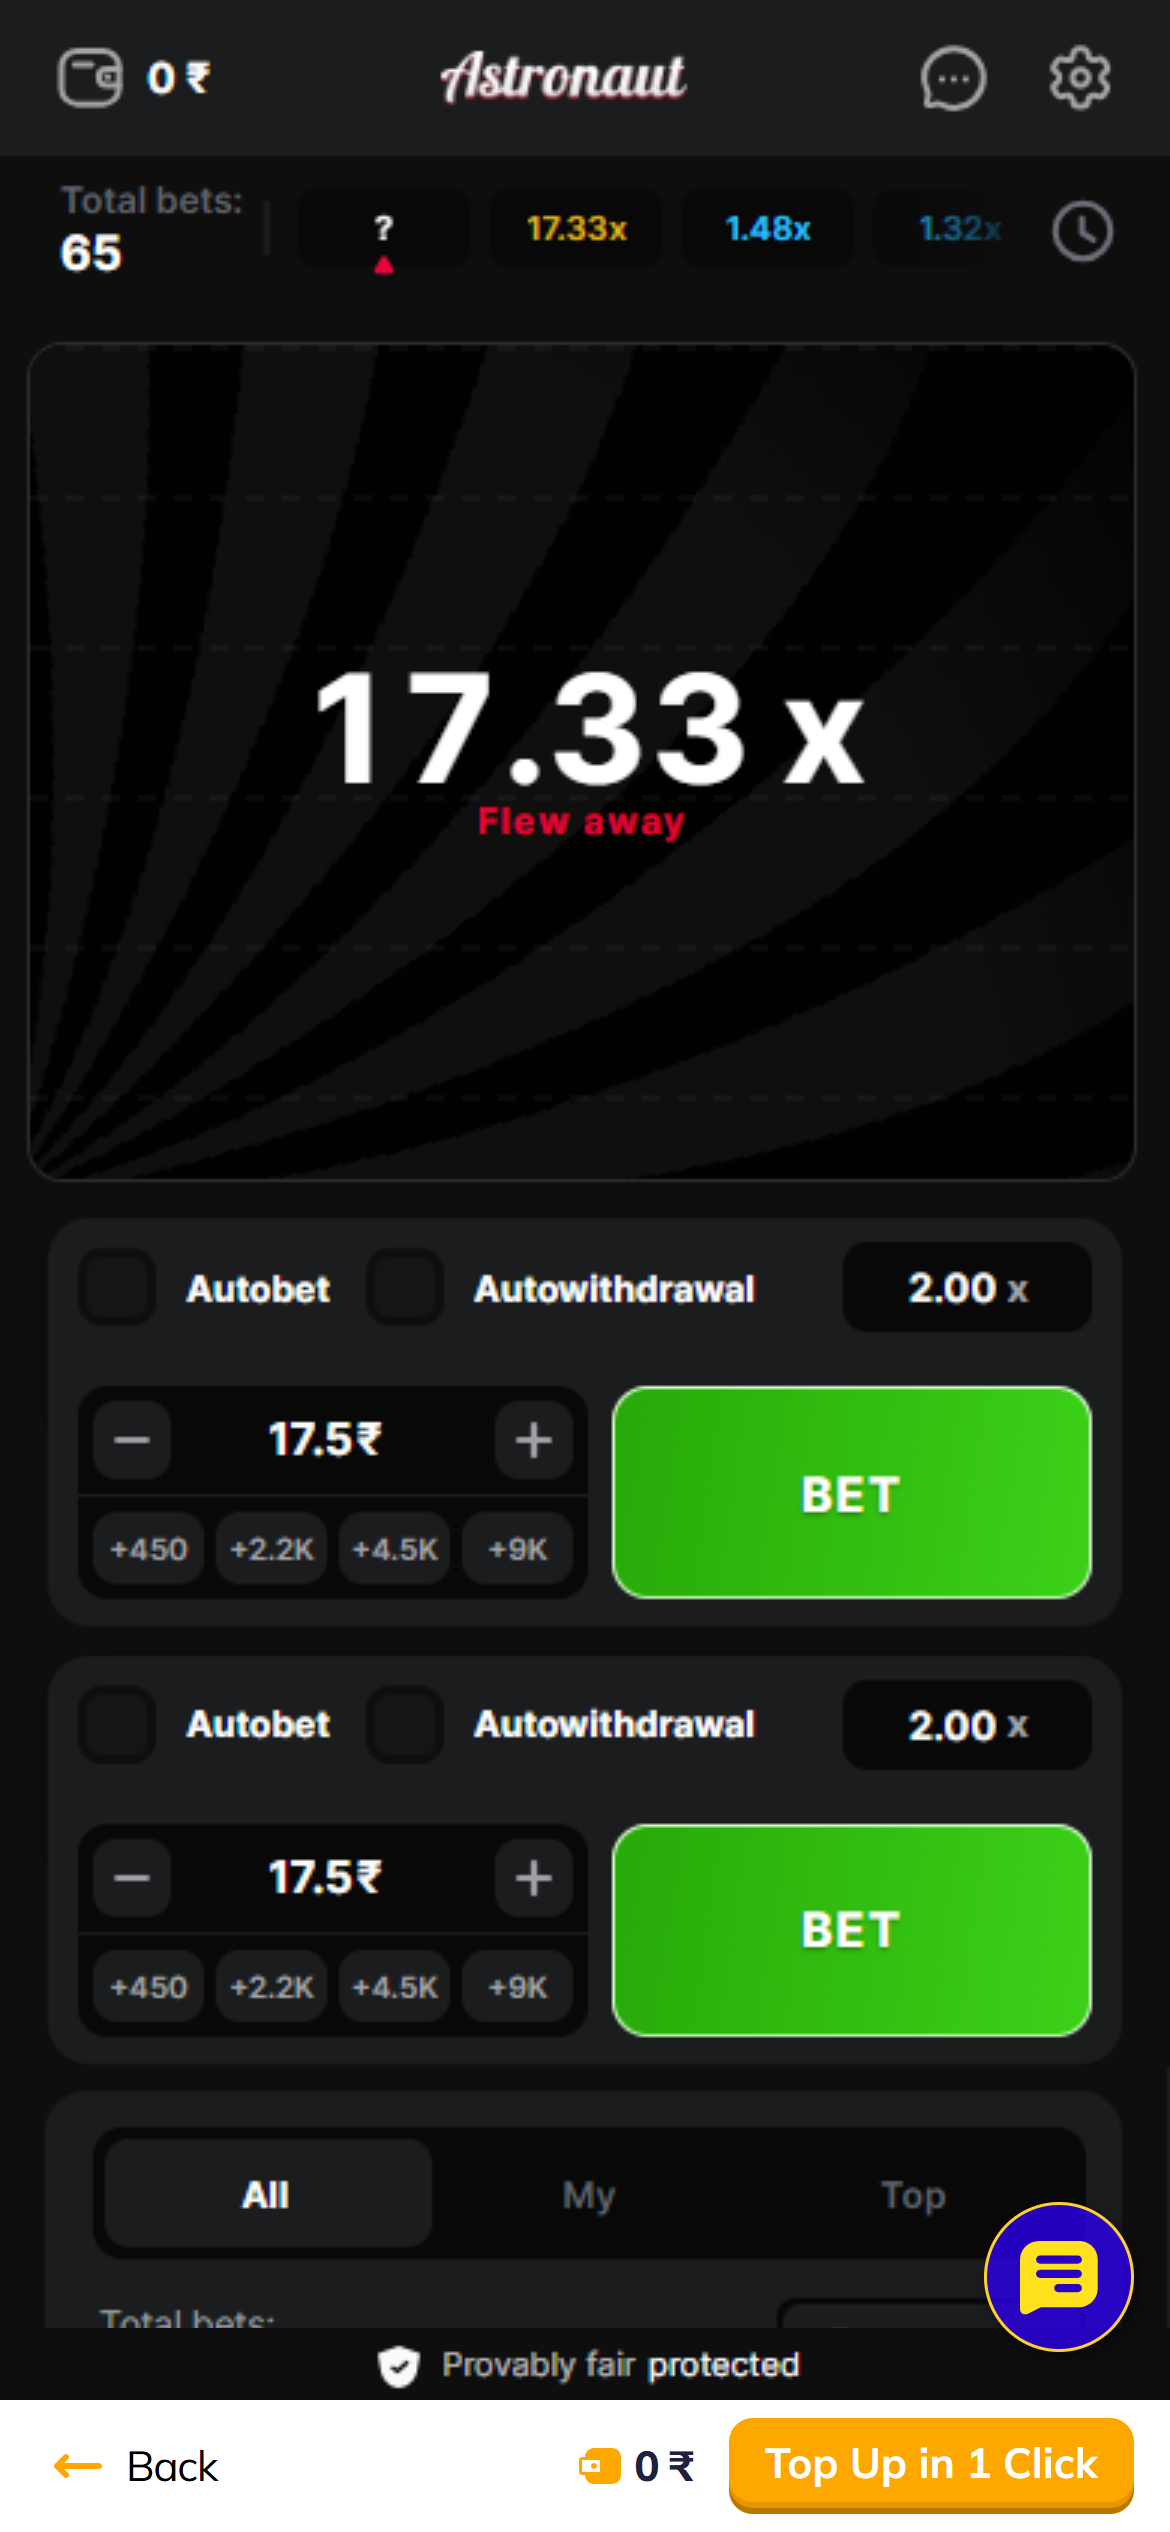 0 ₹
Astronaut
Total bets:
65
?
17.33x
1.48x
1.32x
17.33 x
Flew away
Autobet
Autowithdrawal
2.00 x
17.5₹
+450
+2.2K
+4.5K
+9K
BET
Autobet
Autowithdrawal
2.00 x
17.5₹
+450
+2.2K
+4.5K
+9K
BET
All
My
Top
Total bets:
Provably fair protected
Back
0 ₹
Top Up in 1 Click